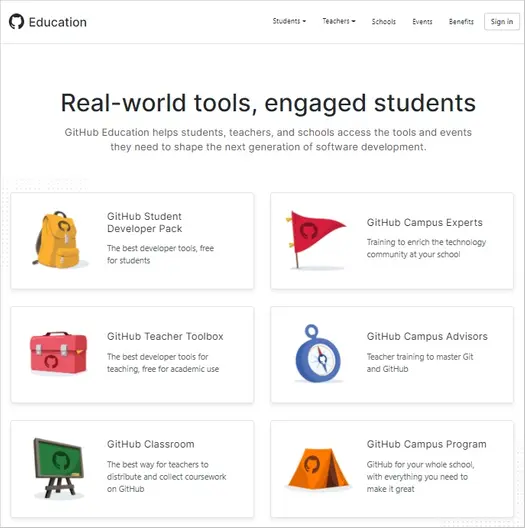 Education
Students
Teachers
Schools
Events
Benefits
Sign in
Real-world tools, engaged students
GitHub Education helps students, teachers, and schools access the tools and events
they need to shape the next generation of software development.
GitHub Student
Developer Pack
The best developer tools, free
for students
GitHub Campus Experts
Training to enrich the technology
community at your school
GitHub Teacher Toolbox
The best developer tools for
teaching, free for academic use
GitHub Campus Advisors
Teacher training to master Git
and GitHub
GitHub Classroom
The best way for teachers to
distribute and collect coursework
on GitHub
GitHub Campus Program
GitHub for your whole school,
with everything you need to
make it great